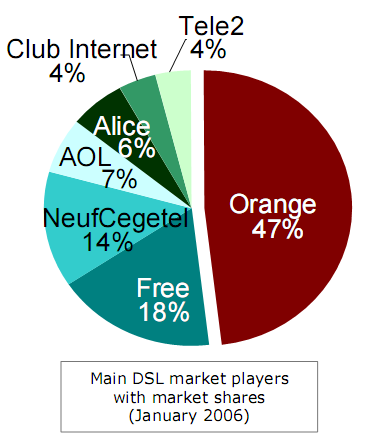 Tele2
4%
Club Internet
4%
Alice
6%
AOL
7%
Orange
47%
NeufCegetel
14%
Free
18%
Main DSL market players
with market shares
(January 2006)